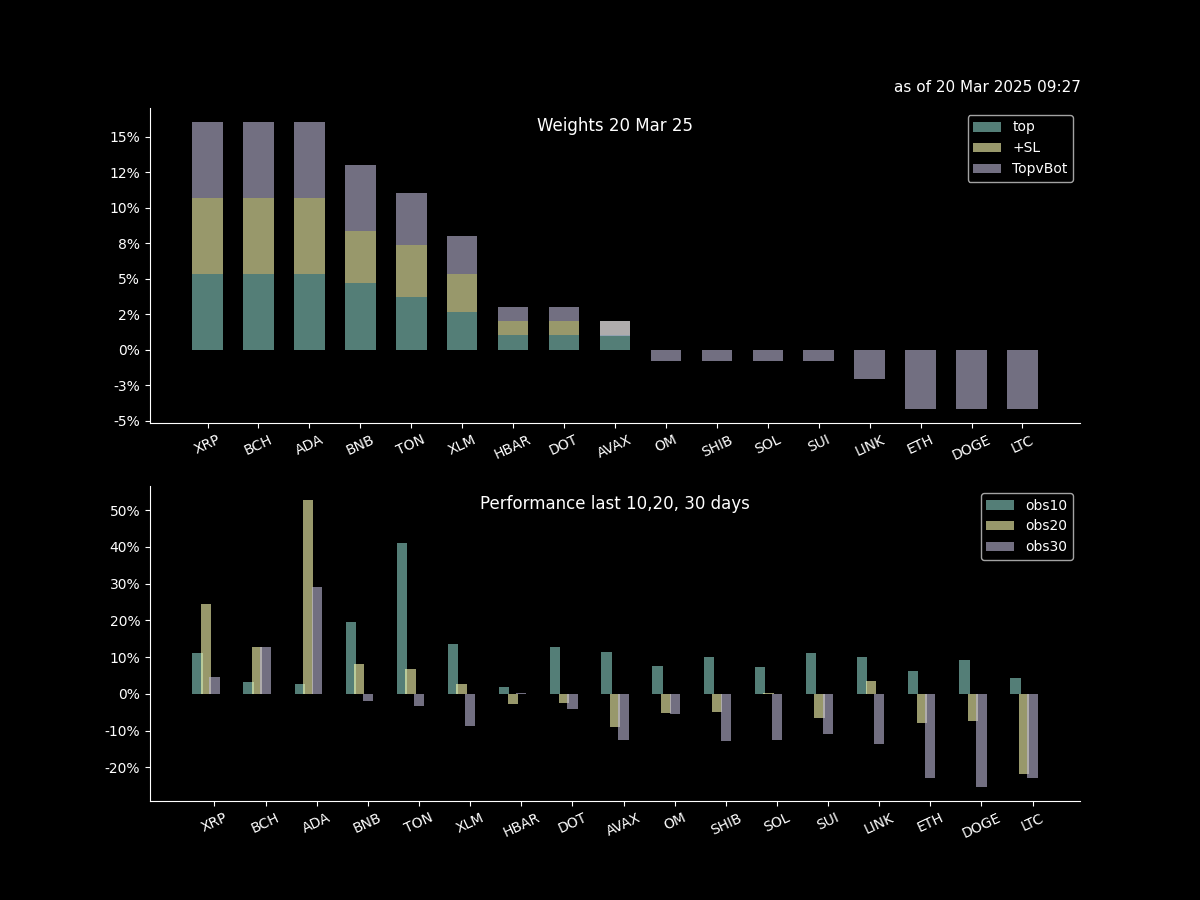 as of 20 Mar 2025 09:27
Weights 20 Mar 25
top
+SL
TopvBot
15%
12%
10%
8%
5%
2%
0%
-3%
-5%
XRP BCH ADA BNB TON XLM HBAR DOT AVAX OM SHIB SOL SUI LINK ETH DOGE LTC
Performance last 10,20, 30 days
obs10
obs20
obs30
50%
40%
30%
20%
10%
0%
-10%
-20%
XRP BCH ADA BNB TON XLM HBAR DOT AVAX OM SHIB SOL SUI LINK ETH DOGE LTC